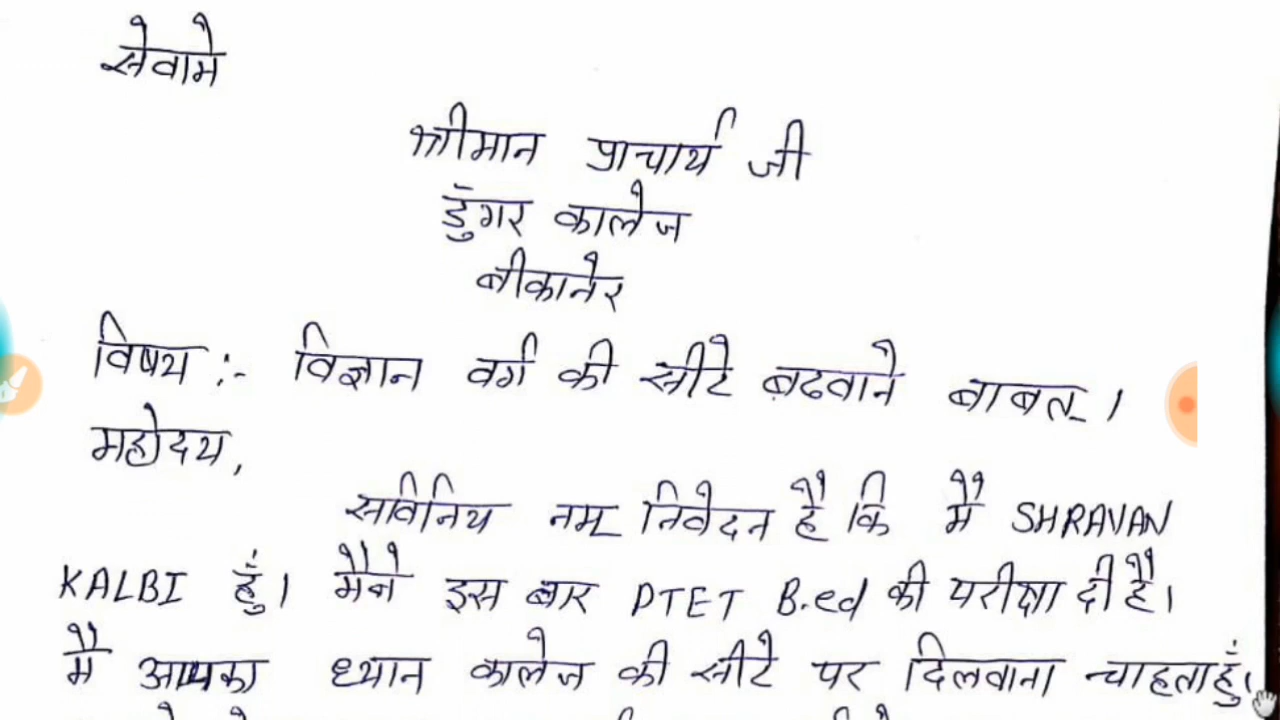 सेवामे
श्रीमान प्राचार्य जी
डुँगर कालेज
बीकानेर
विषय :- विज्ञान वर्ग की सीटे बढवाने बाबत् ।
महोदय,
सविनिय नम्र निवेदन है कि मै SHRAVAN
KALBI हुँ। मैने इस बार PTET B.ed की परीक्षा दी है।
मै आपका ध्यान कालेज की सीटे पर दिलवाना चाहता हुँ।